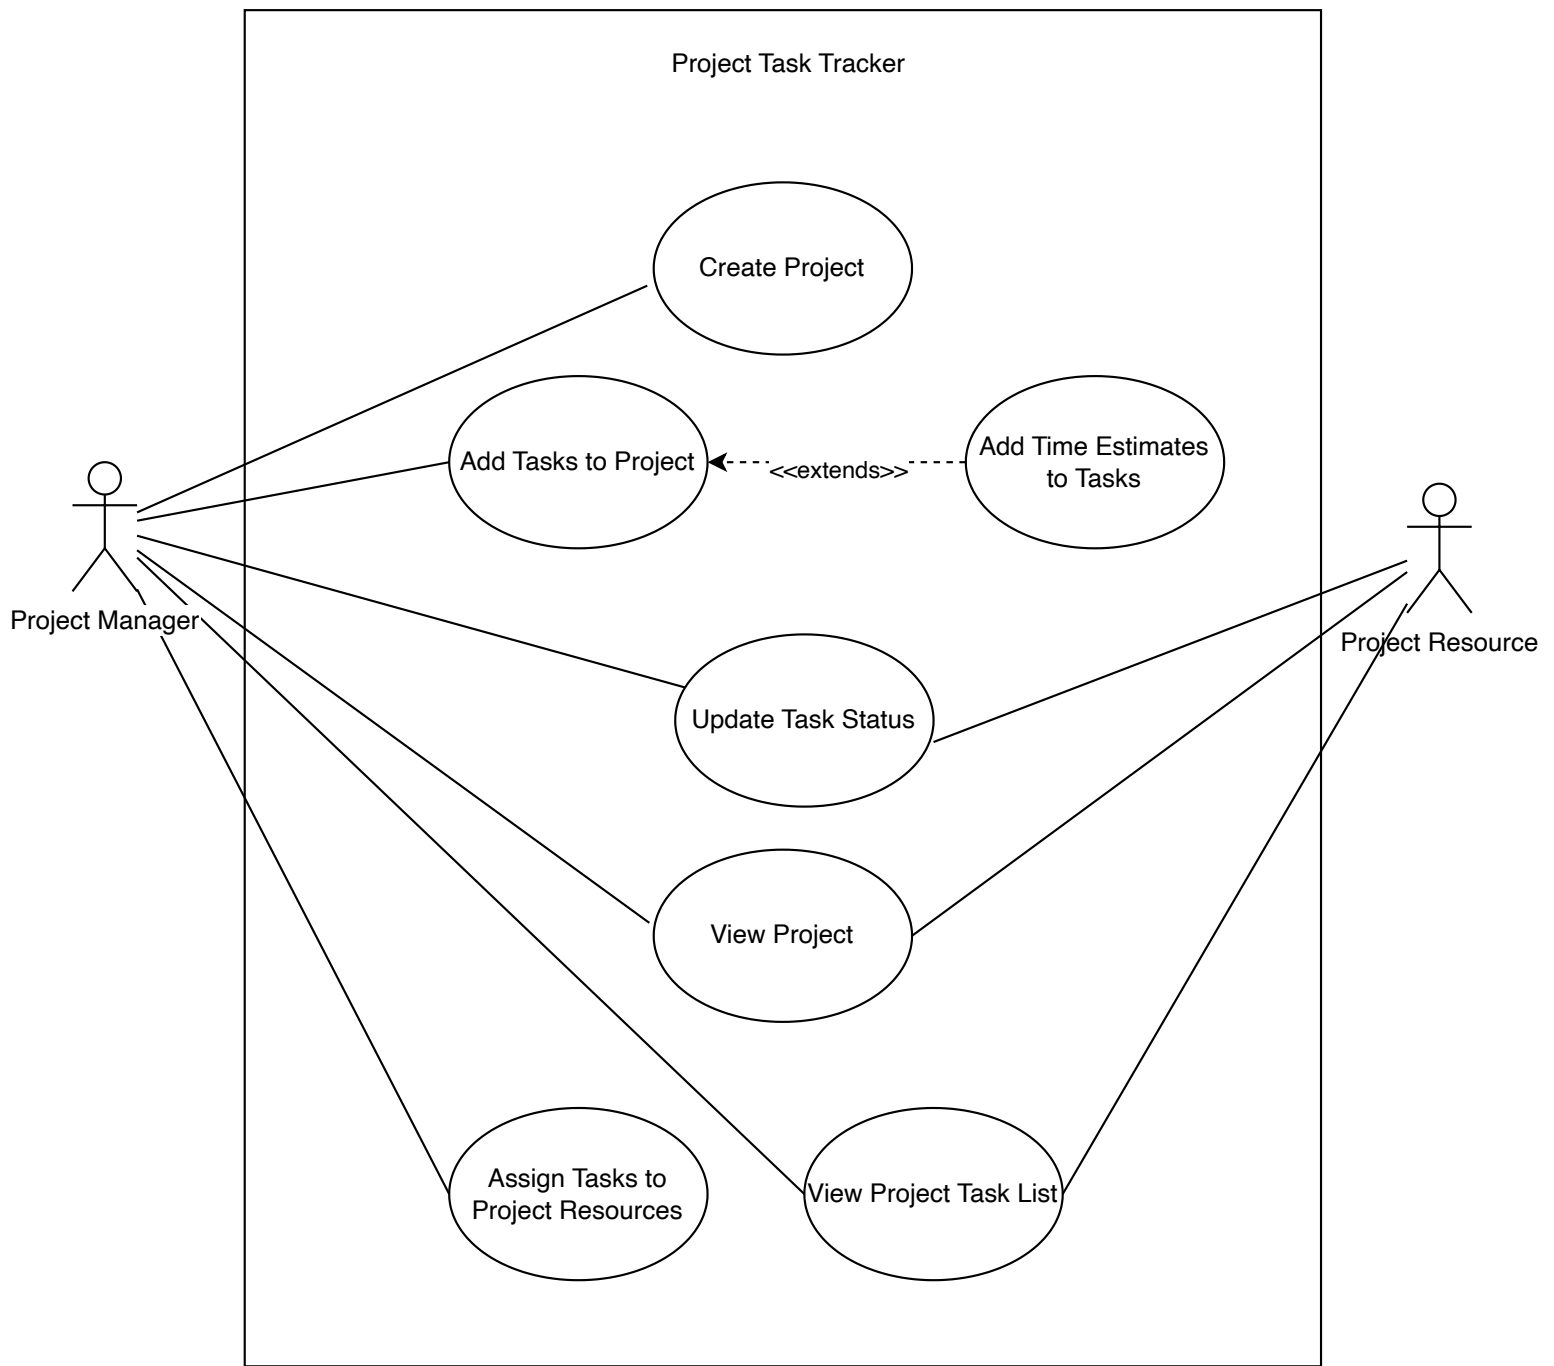 Project Task Tracker
Create Project
Add Tasks to Project
<<extends>>
Add Time Estimates
to Tasks
Project Manager
Project Resource
Update Task Status
View Project
Assign Tasks to
Project Resources
View Project Task List